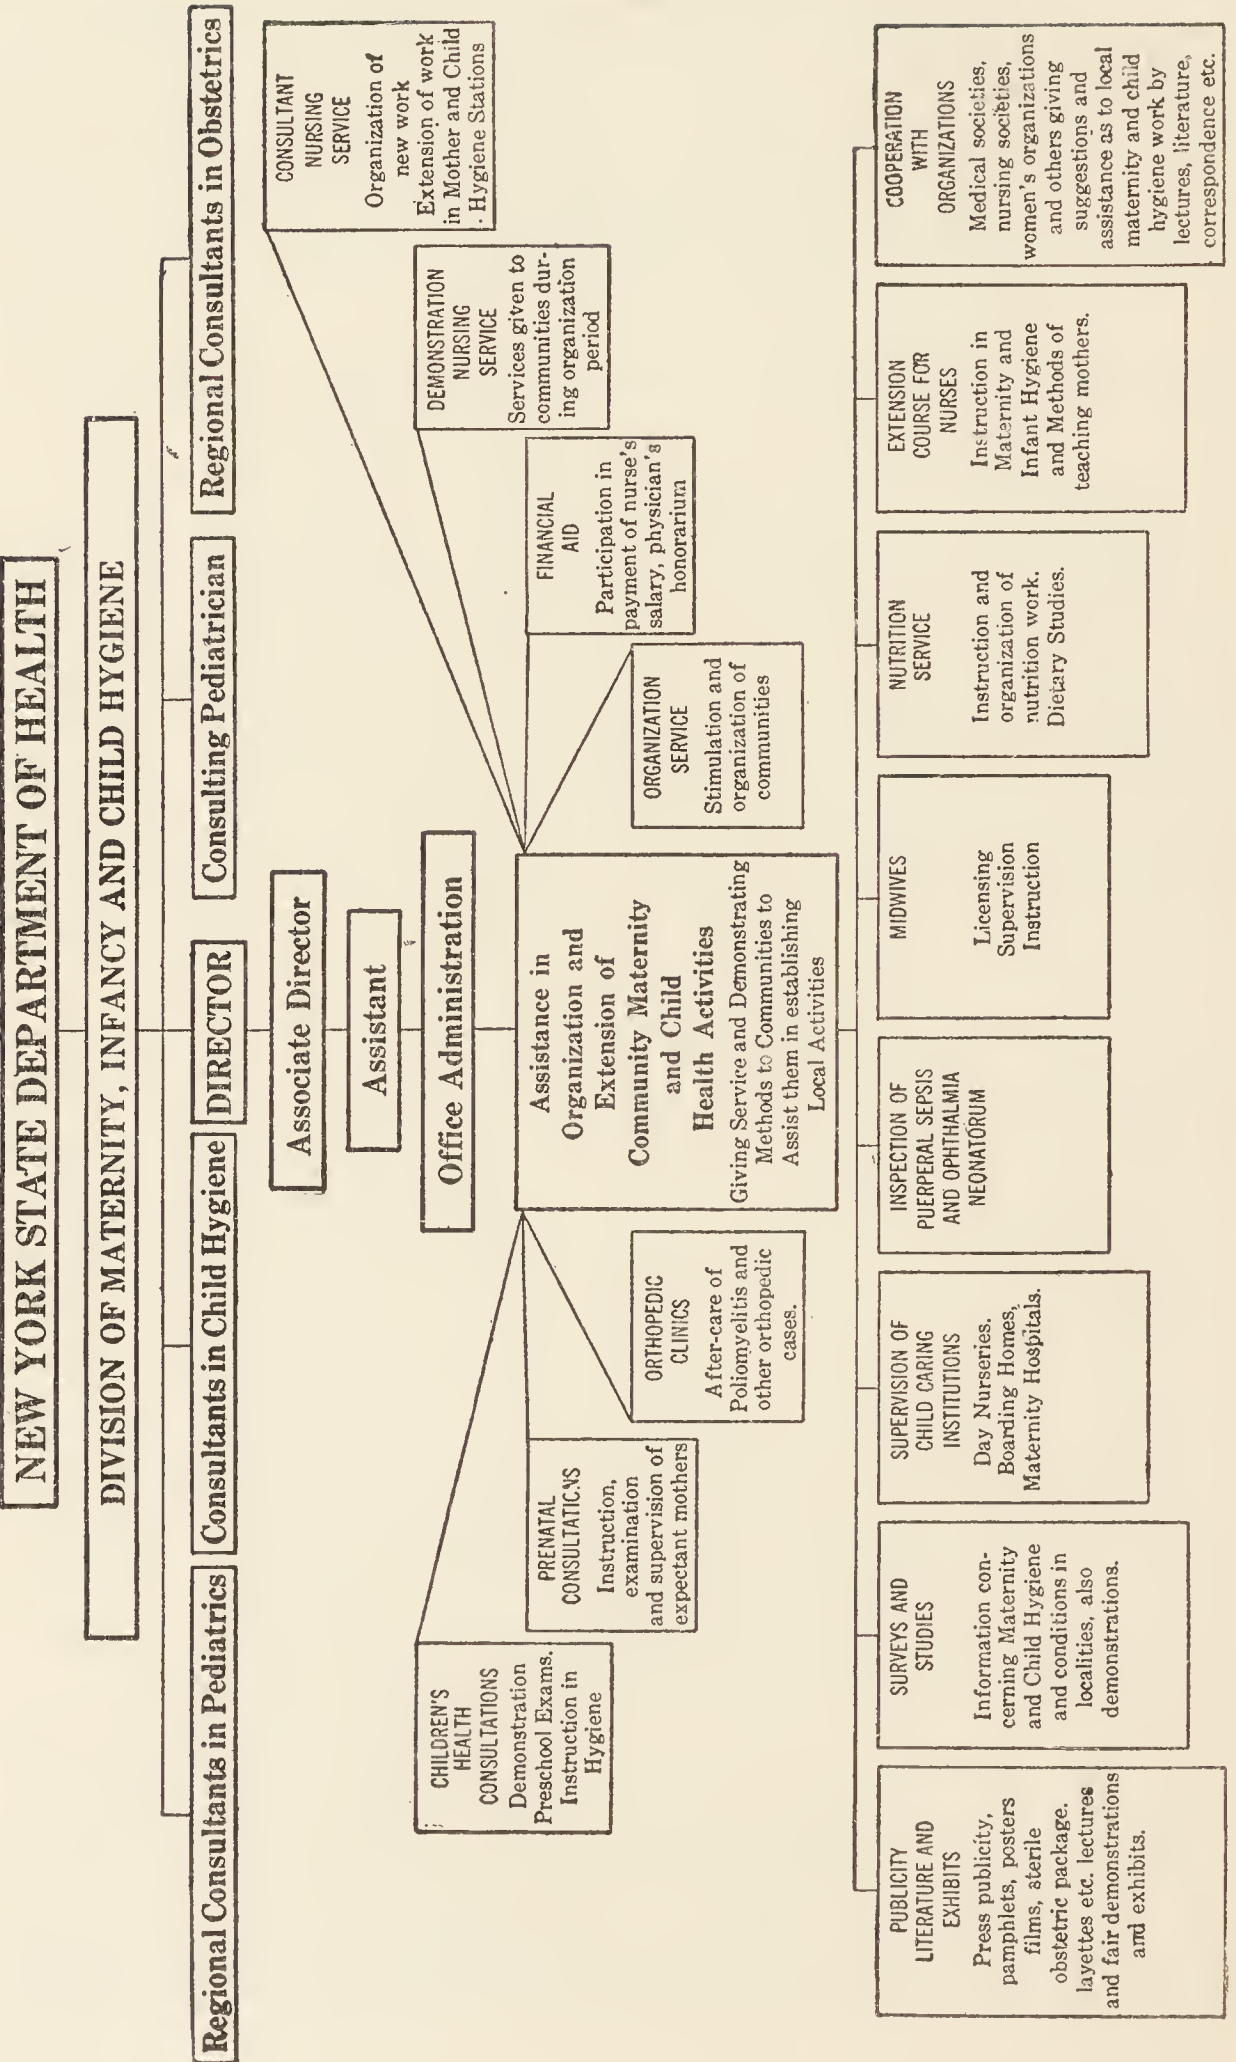 NEW YORK STATE DEPARTMENT OF HEALTH
DIVISION OF MATERNITY, INFANCY AND CHILD HYGIENE
Regional Consultants in Pediatrics
Consultants in Child Hygiene
DIRECTOR
Consulting Pediatrician
Regional Consultants in Obstetrics
Associate Director
Assistant
Office Administration
Assistance in
Organization and
Extension of
Community Maternity
and Child
Health Activities
Giving Service and Demonstrating
Methods to Communities to
Assist them in establishing
Local Activities
CHILDREN'S
HEALTH
CONSULTATIONS
Demonstration
Preschool Exams.
Instruction in
Hygiene
PRENATAL
CONSULTATIONS
Instruction,
examination
and supervision of
expectant mothers
ORTHOPEDIC
CLINICS
After-care of
Poliomyelitis and
other orthopedic
cases.
ORGANIZATION
SERVICE
Stimulation and
organization of
communities
FINANCIAL
AID
Participation in
payment of nurse's
salary, physician's
honorarium
DEMONSTRATION
NURSING
SERVICE
Services given to
communities dur-
ing organization
period
CONSULTANT
NURSING
SERVICE
Organization of
new work
Extension of work
in Mother and Child
Hygiene Stations
PUBLICITY
LITERATURE AND
EXHIBITS
Press publicity,
pamphlets, posters
films, sterile
obstetric package.
layettes etc. lectures
and fair demonstrations
and exhibits.
SURVEYS AND
STUDIES
Information con-
cerning Maternity
and Child Hygiene
and conditions in
localities, also
demonstrations.
SUPERVISION OF
CHILD CARING
INSTITUTIONS
Day Nurseries.
Boarding Homes,
Maternity Hospitals.
INSPECTION OF
PUERPERAL SEPSIS
AND OPHTHALMIA
NEONATORUM
MIDWIVES
Licensing
Supervision
Instruction
NUTRITION
SERVICE
Instruction and
organization of
nutrition work.
Dietary Studies.
EXTENSION
COURSE FOR
NURSES
Instruction in
Maternity and
Infant Hygiene
and Methods of
teaching mothers.
COOPERATION
WITH
ORGANIZATIONS
Medical societies,
nursing societies,
women's organizations
and others giving
suggestions and
assistance as to local
maternity and child
hygiene work by
lectures, literature,
correspondence etc.